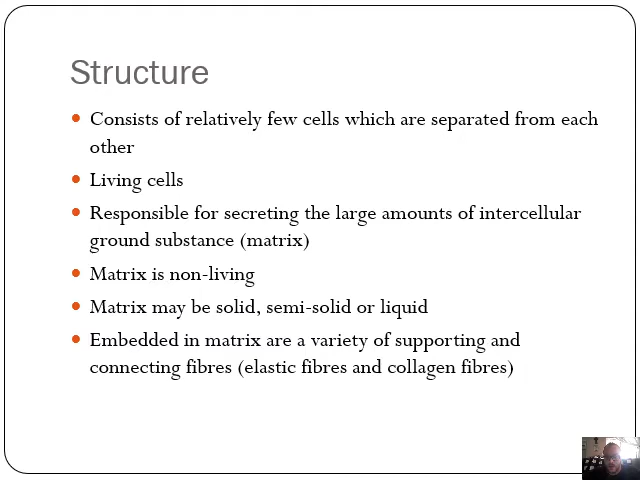 Structure
Consists of relatively few cells which are separated from each
other
Living cells
Responsible for secreting the large amounts of intercellular
ground substance (matrix)
Matrix is non-living
Matrix may be solid, semi-solid or liquid
Embedded in matrix are a variety of supporting and
connecting fibres (elastic fibres and collagen fibres)